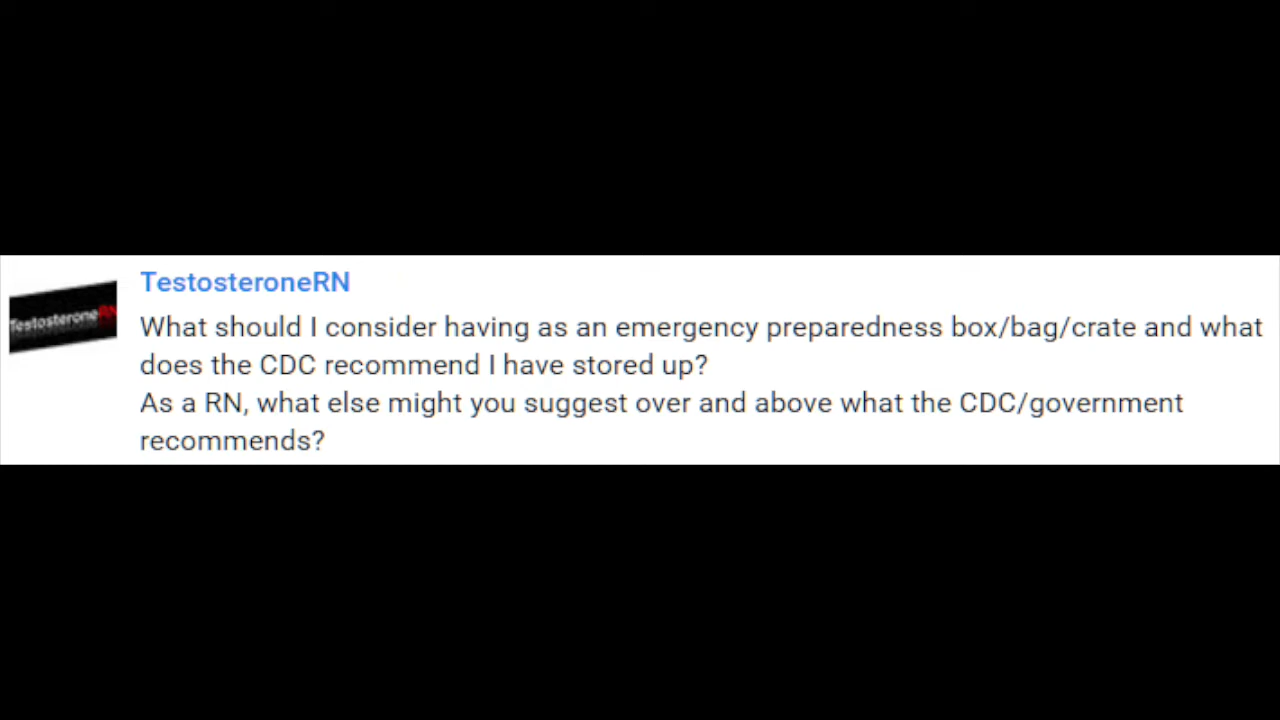 TestosteroneRN
TestosteroneRN
What should I consider having as an emergency preparedness box/bag/crate and what
does the CDC recommend I have stored up?
As a RN, what else might you suggest over and above what the CDC/government
recommends?